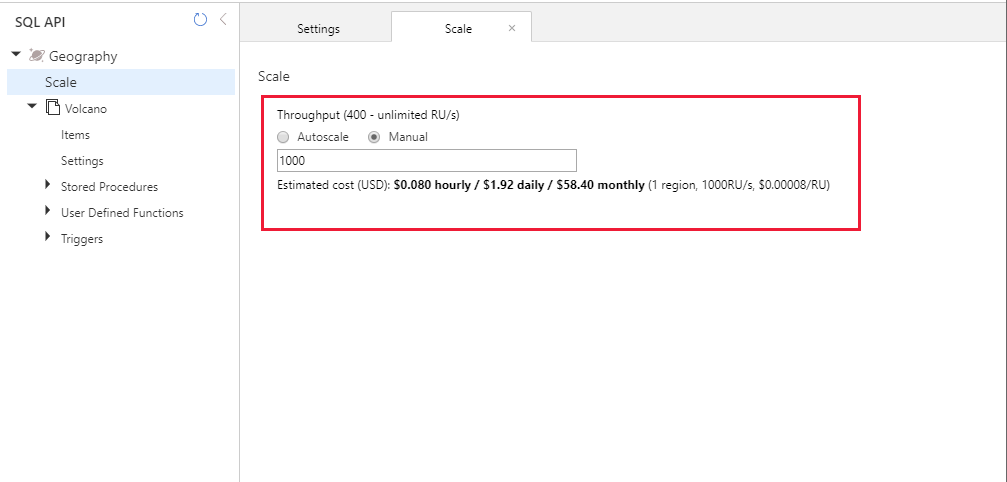 SQL API
Geography
Scale
Volcano
Items
Settings
Stored Procedures
User Defined Functions
Triggers
Settings Scale
Scale
Throughput (400 - unlimited RU/s)
Autoscale Manual
1000
Estimated cost (USD): $0.080 hourly / $1.92 daily / $58.40 monthly (1 region, 1000RU/s, $0.00008/RU)